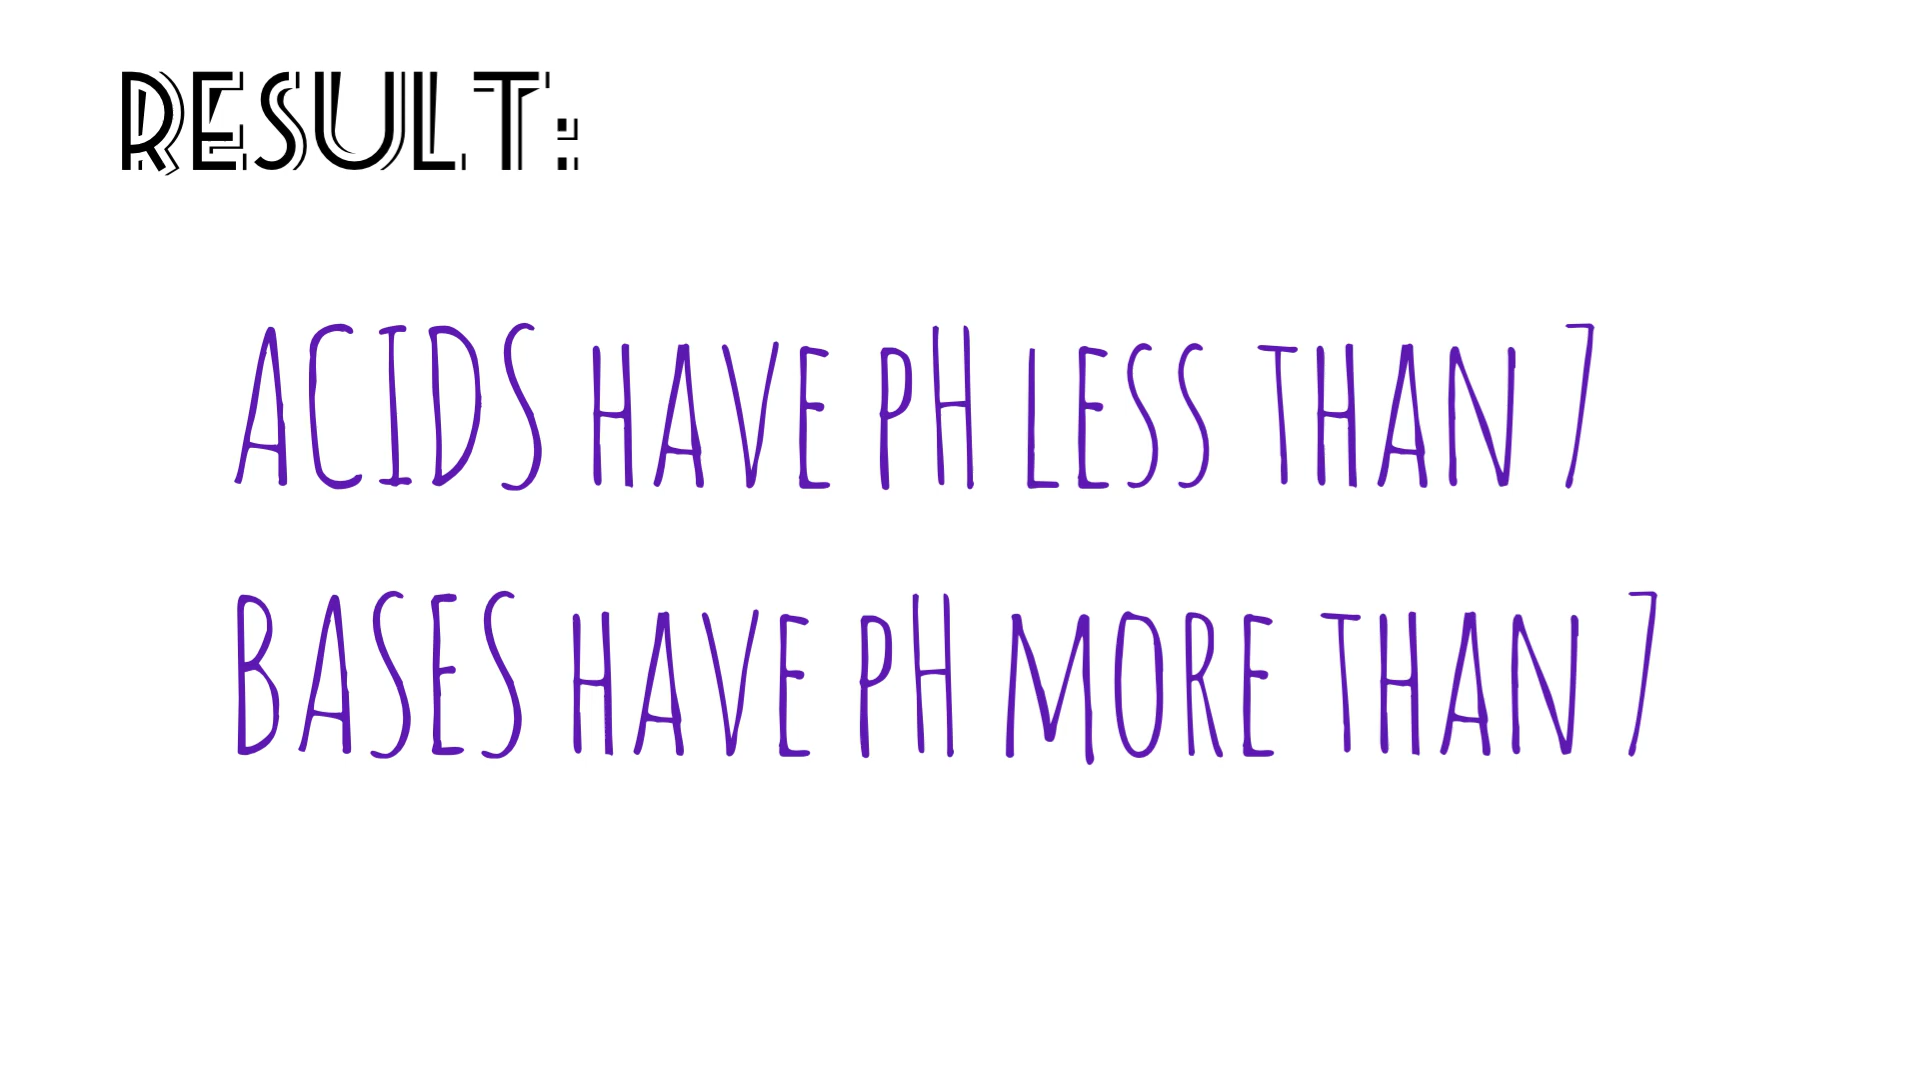 RESULT:
ACIDS HAVE PH LESS THAN 7
BASES HAVE PH MORE THAN 7